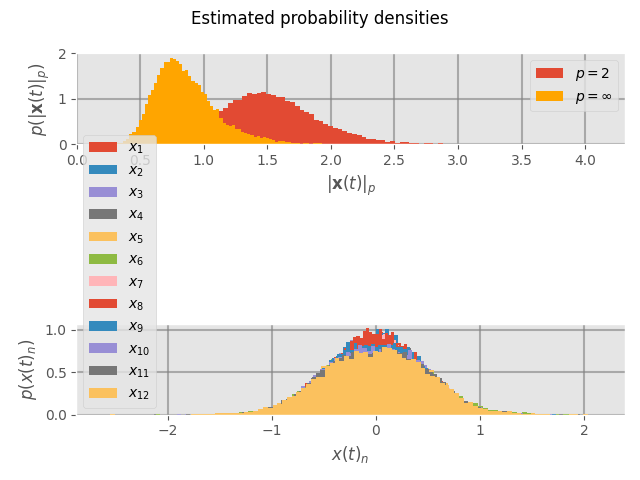 Estimated probability densities
p(|x(t)|ₚ)
2
1
0
p = 2
p = ∞
0.0 0.5 1.0 1.5 2.0 2.5 3.0 3.5 4.0
|x(t)|ₚ
x₁
x₂
x₃
x₄
x₅
x₆
x₇
x₈
x₉
x₁₀
x₁₁
x₁₂
p(x(t)ₙ)
1.0
0.5
0.0
−2 −1 0 1 2
x(t)ₙ